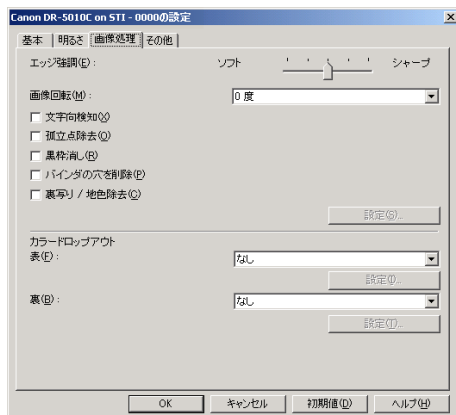 Canon DR-5010C on STI - 0000の設定
基本 明るさ 画像処理 その他
エッジ強調(E): ソフト シャープ
画像回転(M): 0 度
文字向検知(X)
孤立点除去(O)
黒枠消し(R)
バインダの穴を削除(P)
裏写り / 地色除去(C)
設定(S)...
カラードロップアウト
表(F): なし
設定(I)...
裏(B): なし
設定(T)...
OK キャンセル 初期値(D) ヘルプ(H)